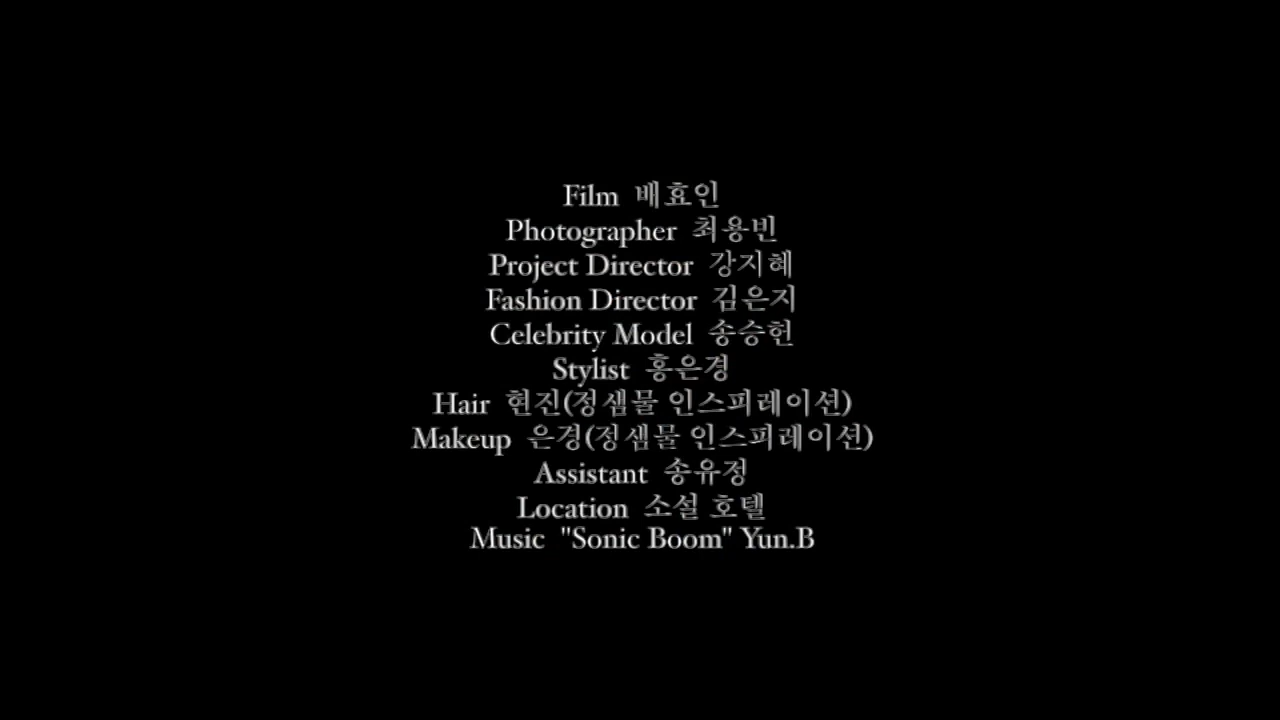 Film 배효인
Photographer 최용빈
Project Director 강지혜
Fashion Director 김은지
Celebrity Model 송승헌
Stylist 홍은경
Hair 현진(정샘물 인스피레이션)
Makeup 은경(정샘물 인스피레이션)
Assistant 송유정
Location 소설 호텔
Music "Sonic Boom" Yun.B